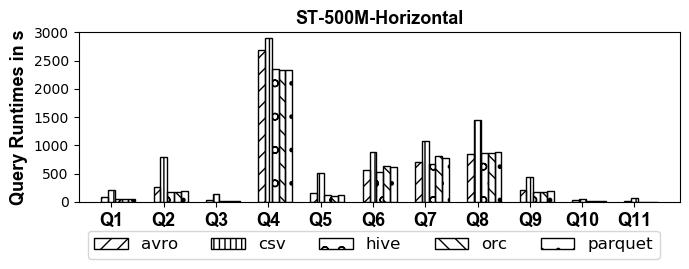 ST-500M-Horizontal
Query Runtimes in s
3000
2500
2000
1500
1000
500
0
Q1 Q2 Q3 Q4 Q5 Q6 Q7 Q8 Q9 Q10 Q11
avro csv hive orc parquet